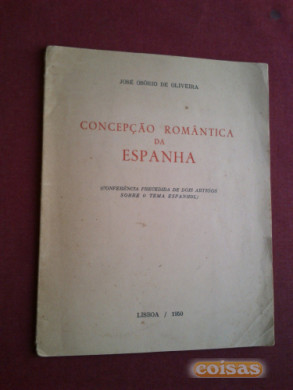 JOSÉ OSÓRIO DE OLIVEIRA
CONCEPÇÃO ROMÂNTICA
DA
ESPANHA
(CONFERÊNCIA PRECEDIDA DE DOIS ARTIGOS
SOBRE O TEMA ESPANHOL)
LISBOA /
coisas